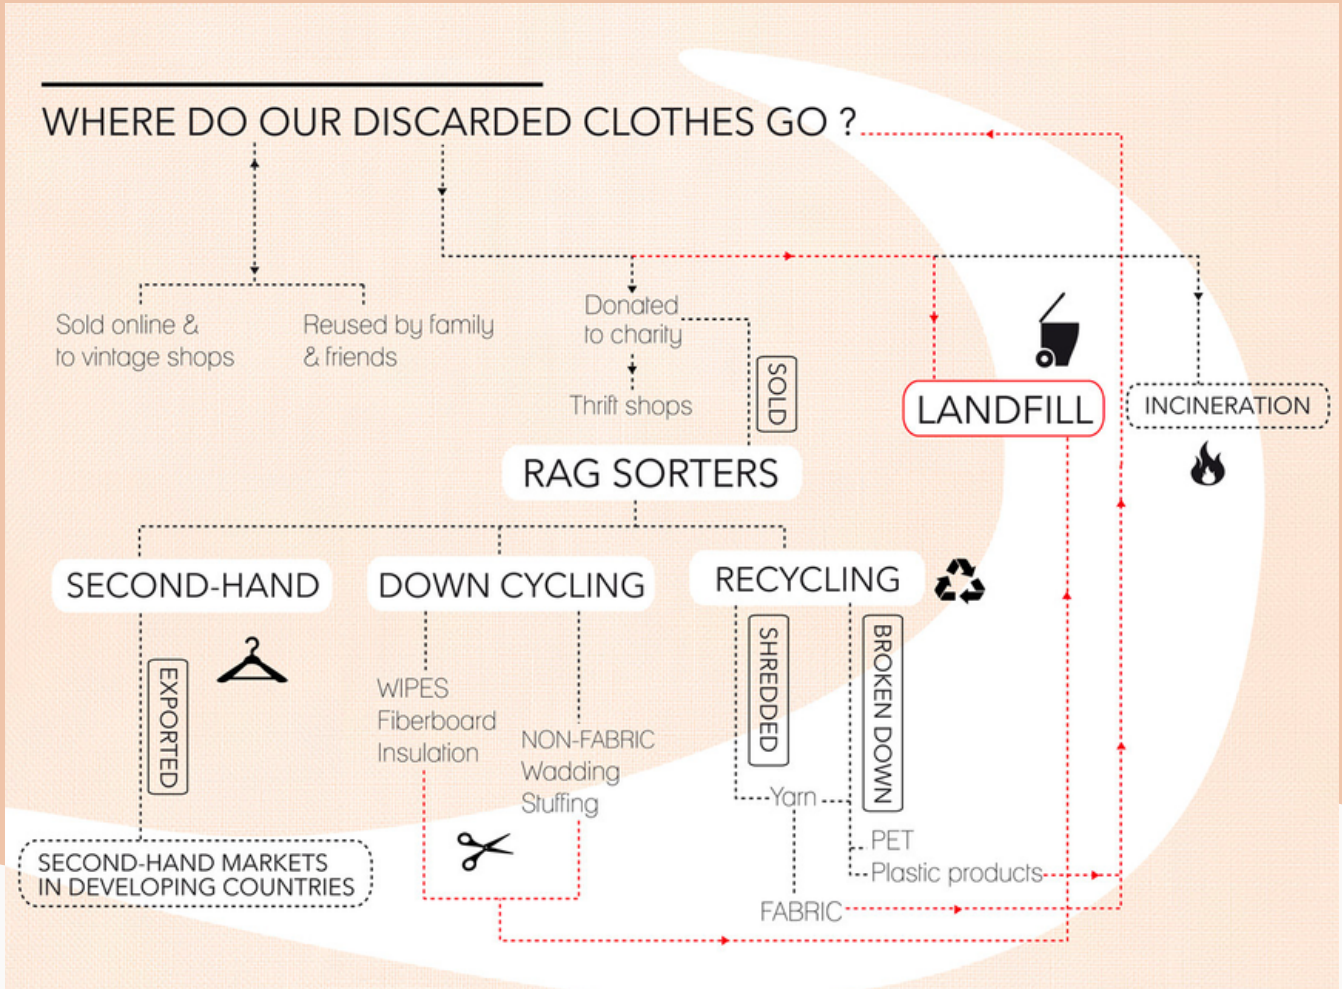 WHERE DO OUR DISCARDED CLOTHES GO ?
Sold online &
to vintage shops
Reused by family
& friends
Donated
to charity
Thrift shops
SOLD
LANDFILL
INCINERATION
RAG SORTERS
SECOND-HAND
DOWN CYCLING
RECYCLING
EXPORTED
WIPES
Fiberboard
Insulation
NON-FABRIC
Wadding
Stuffing
SHREDDED
BROKEN DOWN
Yarn
PET
Plastic products
FABRIC
SECOND-HAND MARKETS
IN DEVELOPING COUNTRIES